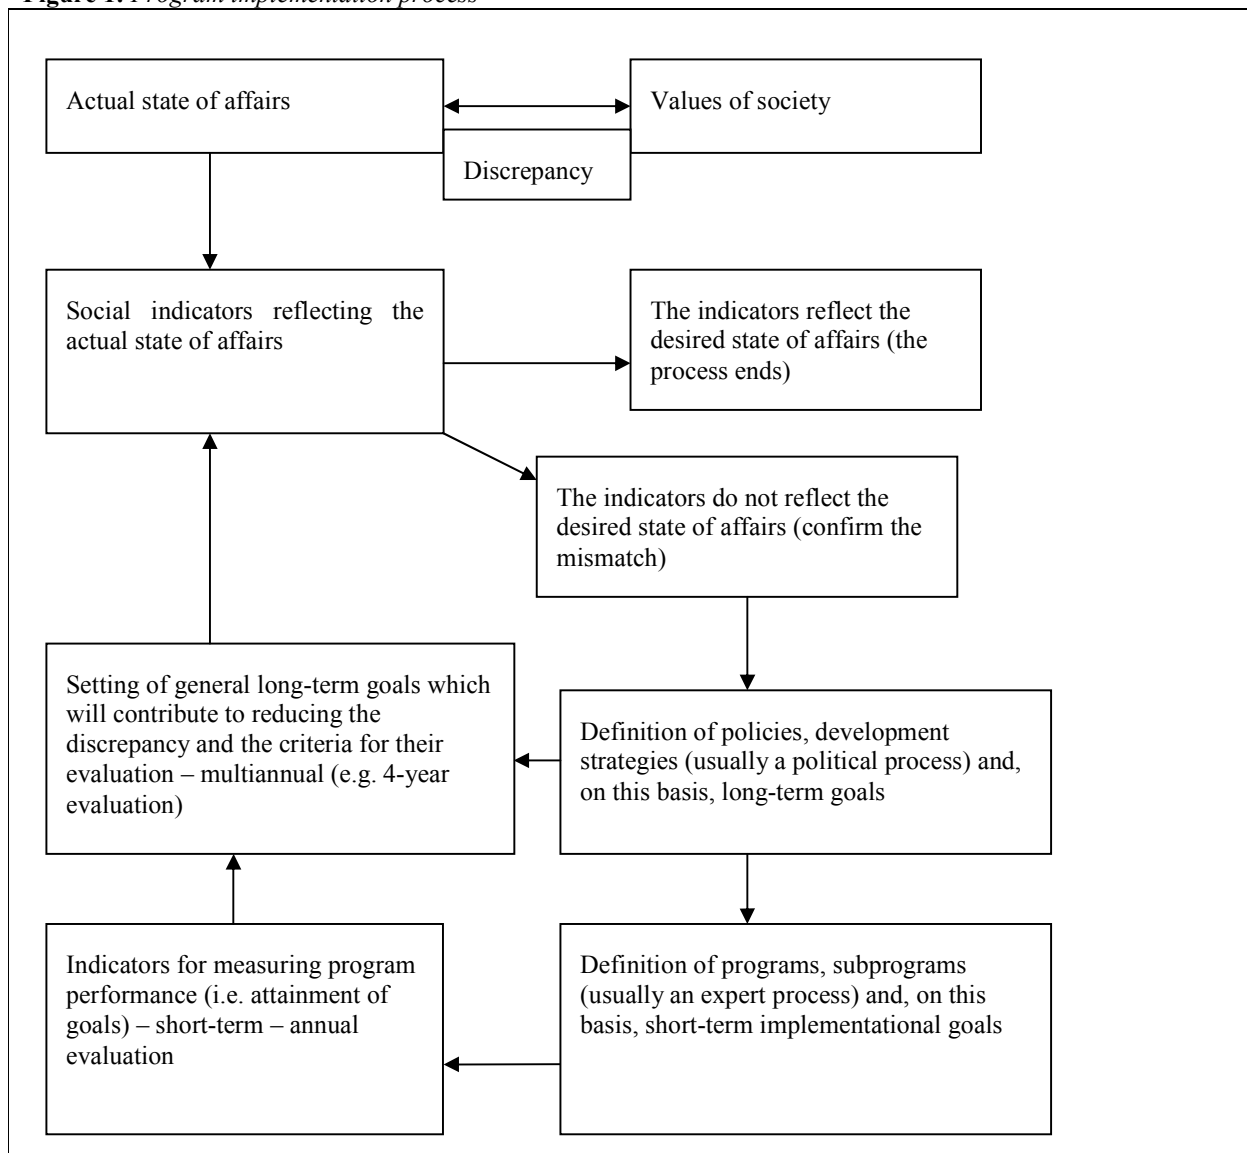 Figure 1. Program implementation process
Actual state of affairs
Values of society
Discrepancy
Social indicators reflecting the
actual state of affairs
The indicators reflect the
desired state of affairs (the
process ends)
The indicators do not reflect the
desired state of affairs (confirm the
mismatch)
Setting of general long-term goals which
will contribute to reducing the
discrepancy and the criteria for their
evaluation – multiannual (e.g. 4-year
evaluation)
Definition of policies, development
strategies (usually a political process) and,
on this basis, long-term goals
Indicators for measuring program
performance (i.e. attainment of
goals) – short-term – annual
evaluation
Definition of programs, subprograms
(usually an expert process) and, on this
basis, short-term implementational goals